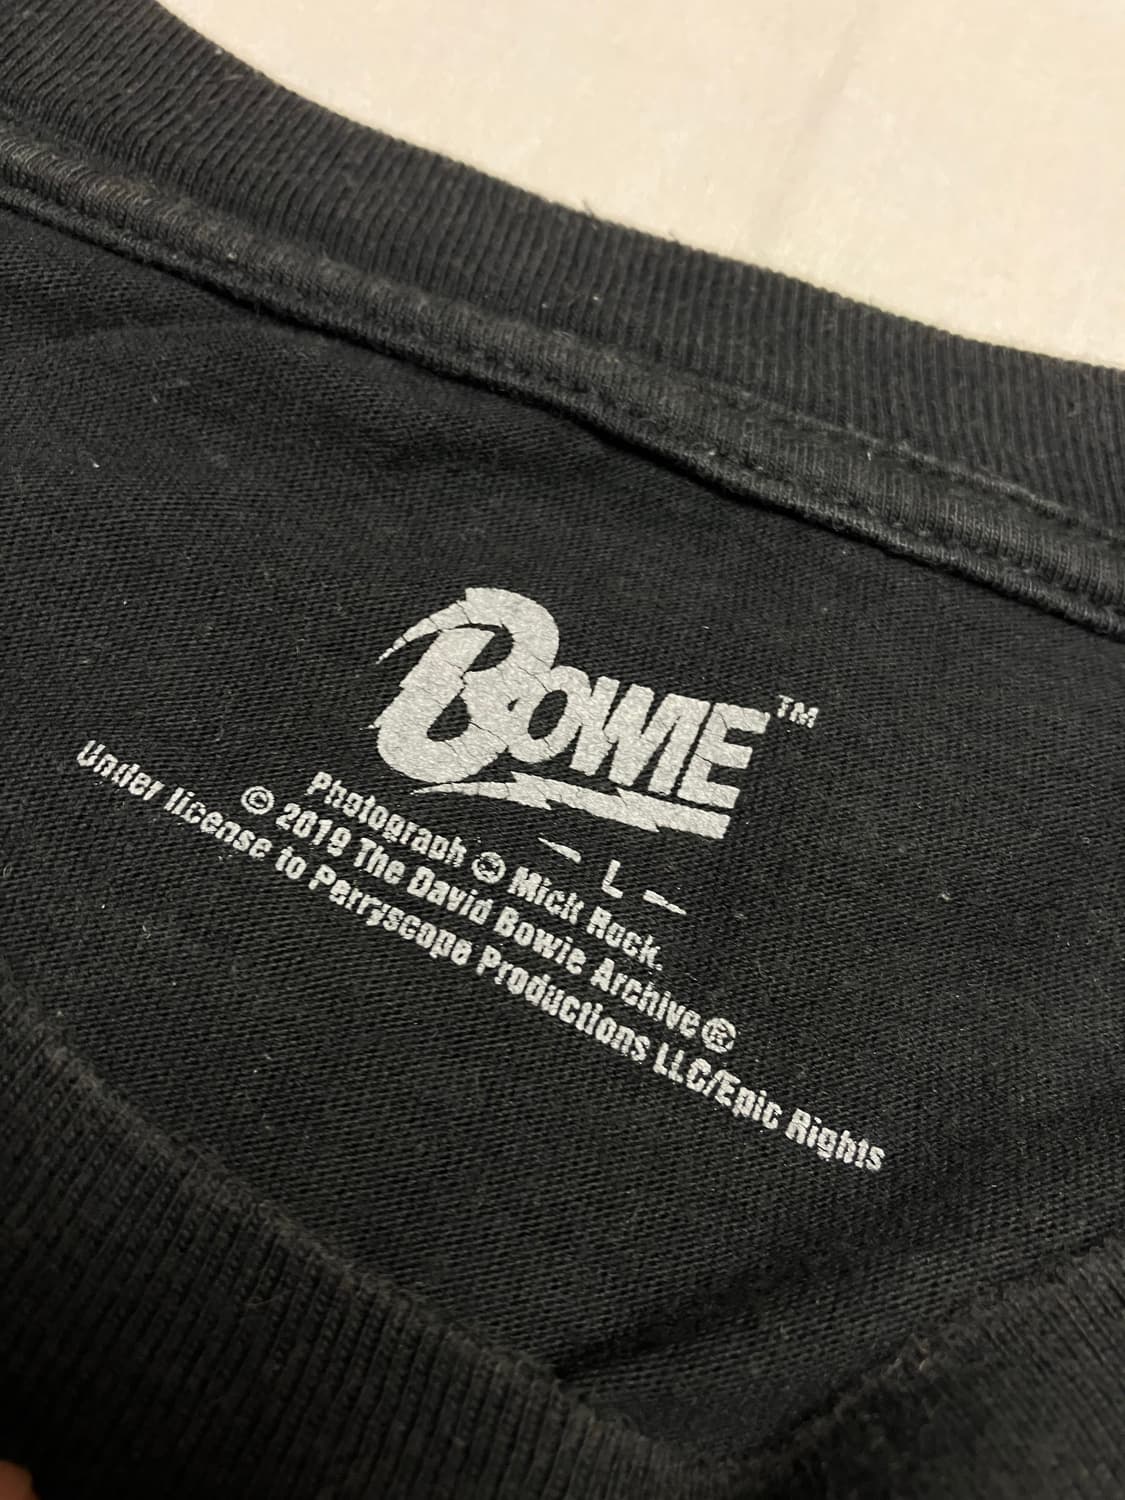 BOWIE™
- L -
Photograph © Mick Rock.
© 2019 The David Bowie Archive®
Under license to Perryscope Productions LLC/Epic Rights